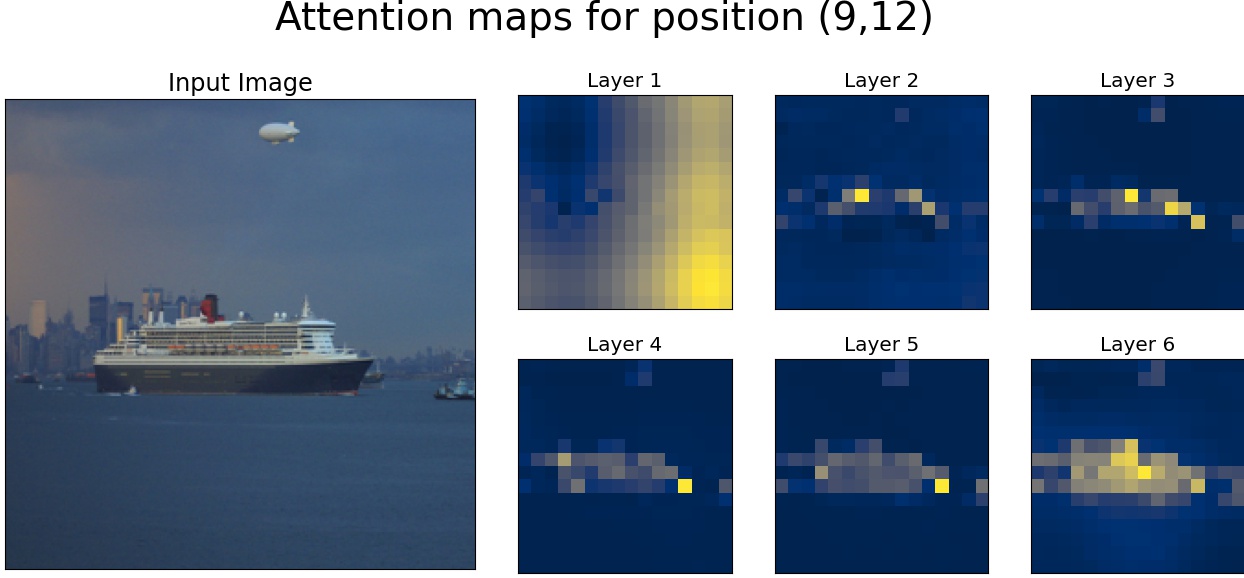 Attention maps for position (9,12)
Input Image
Layer 1
Layer 2
Layer 3
Layer 4
Layer 5
Layer 6